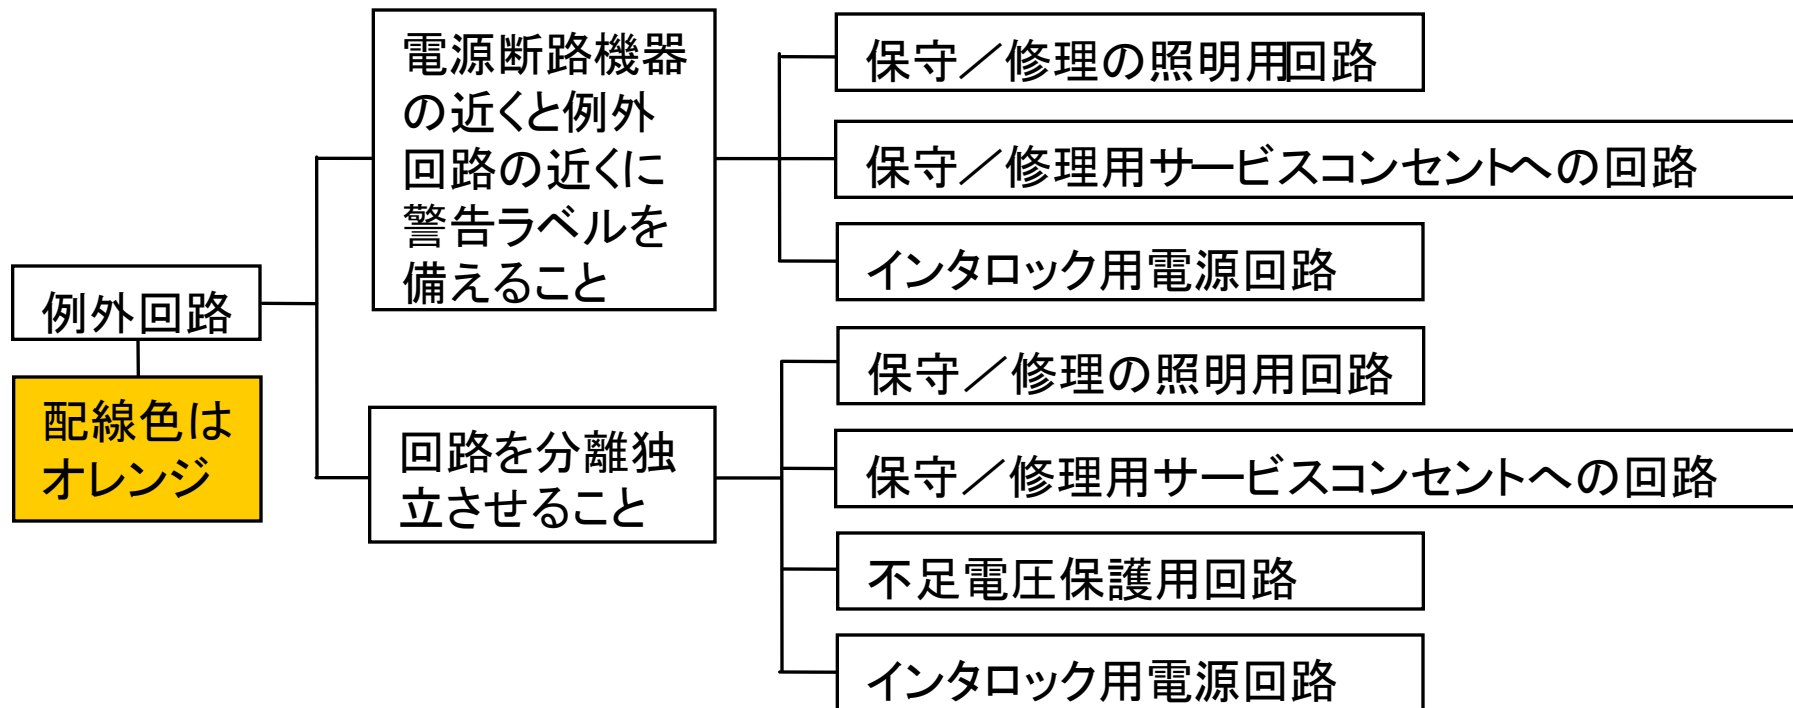 例外回路
配線色は
オレンジ
電源断路機器
の近くと例外
回路の近くに
警告ラベルを
備えること
保守／修理の照明用回路
保守／修理用サービスコンセントへの回路
インタロック用電源回路
回路を分離独
立させること
保守／修理の照明用回路
保守／修理用サービスコンセントへの回路
不足電圧保護用回路
インタロック用電源回路